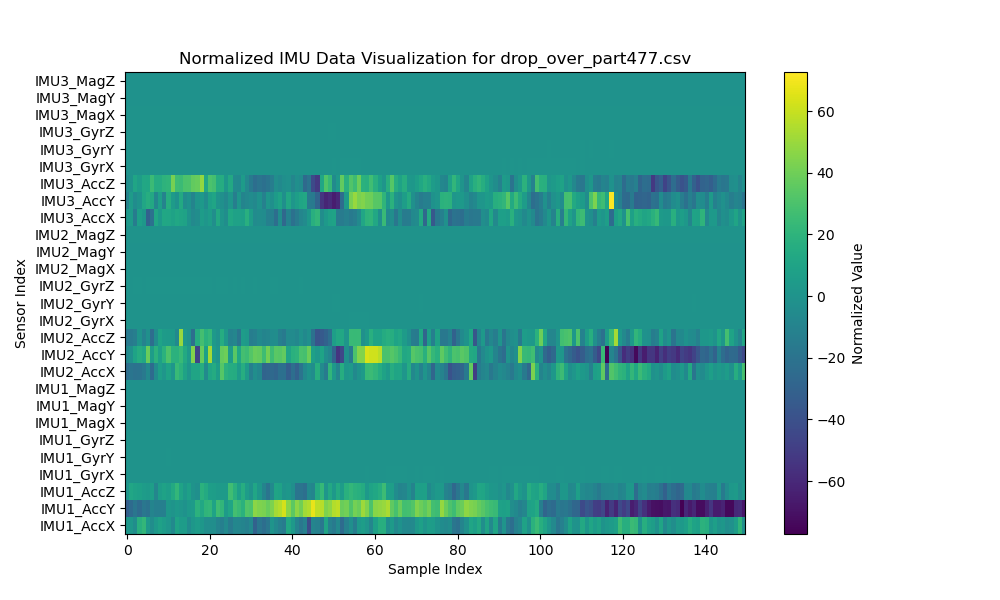 Normalized IMU Data Visualization for drop_over_part477.csv
IMU3_MagZ
IMU3_MagY
IMU3_MagX
IMU3_GyrZ
IMU3_GyrY
IMU3_GyrX
IMU3_AccZ
IMU3_AccY
IMU3_AccX
IMU2_MagZ
IMU2_MagY
IMU2_MagX
IMU2_GyrZ
IMU2_GyrY
IMU2_GyrX
IMU2_AccZ
IMU2_AccY
IMU2_AccX
IMU1_MagZ
IMU1_MagY
IMU1_MagX
IMU1_GyrZ
IMU1_GyrY
IMU1_GyrX
IMU1_AccZ
IMU1_AccY
IMU1_AccX
Sensor Index
0 20 40 60 80 100 120 140
Sample Index
60
40
20
0
−20
−40
−60
Normalized Value